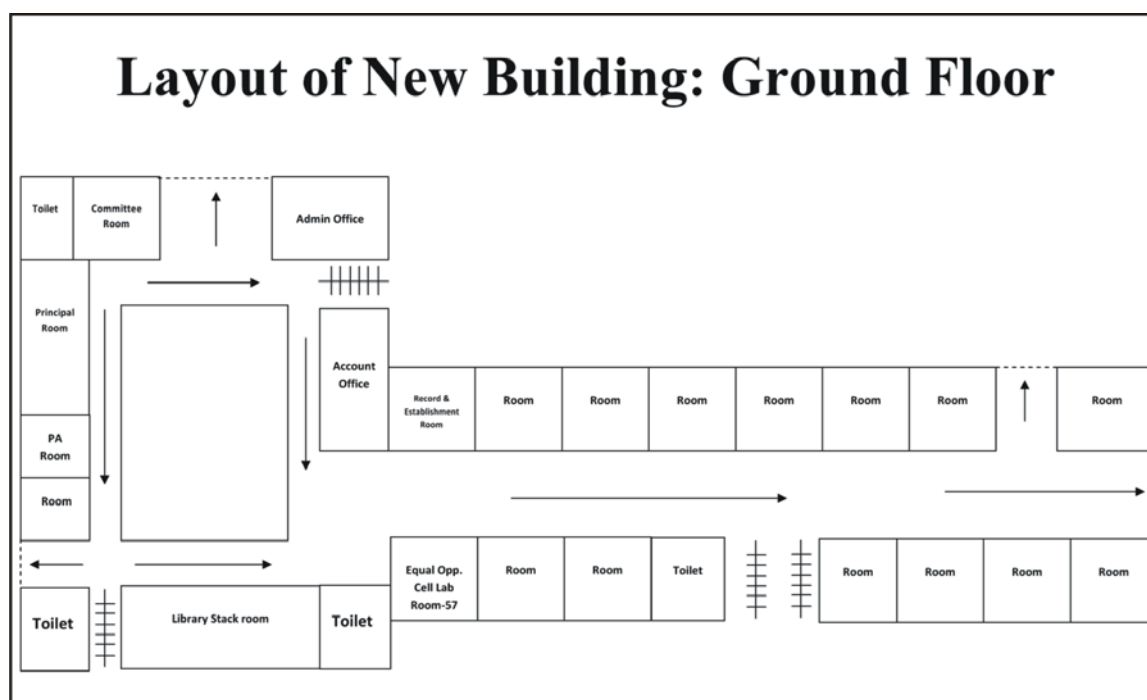 Layout of New Building: Ground Floor
Toilet
Committee
Room
Admin Office
Principal
Room
Account
Office
Record &
Establishment
Room
Room
Room
Room
Room
Room
Room
Room
PA
Room
Room
Equal Opp.
Cell Lab
Room-57
Room
Room
Toilet
Room
Room
Room
Room
Toilet
Library Stack room
Toilet